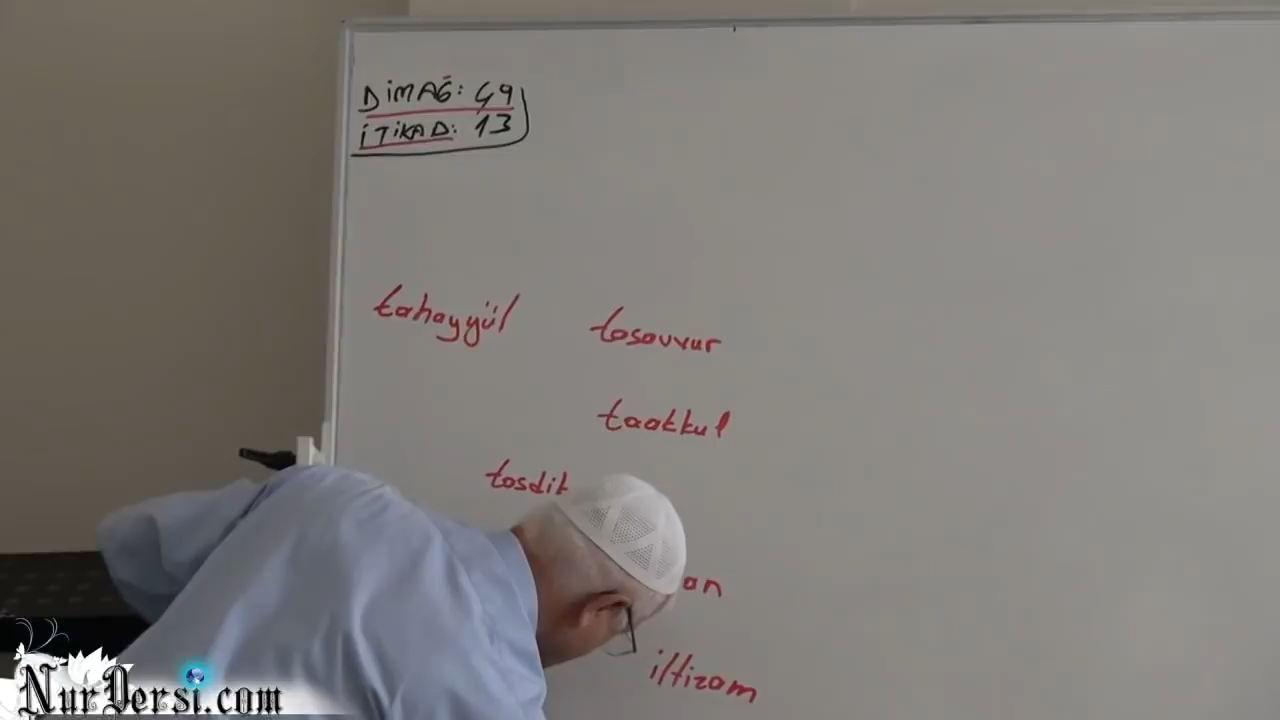 DİMAĞ: 49
İTİKAD: 13
tahayyül tasavvur
taakkul
tasdik
an
iltizam
NurDersi.com